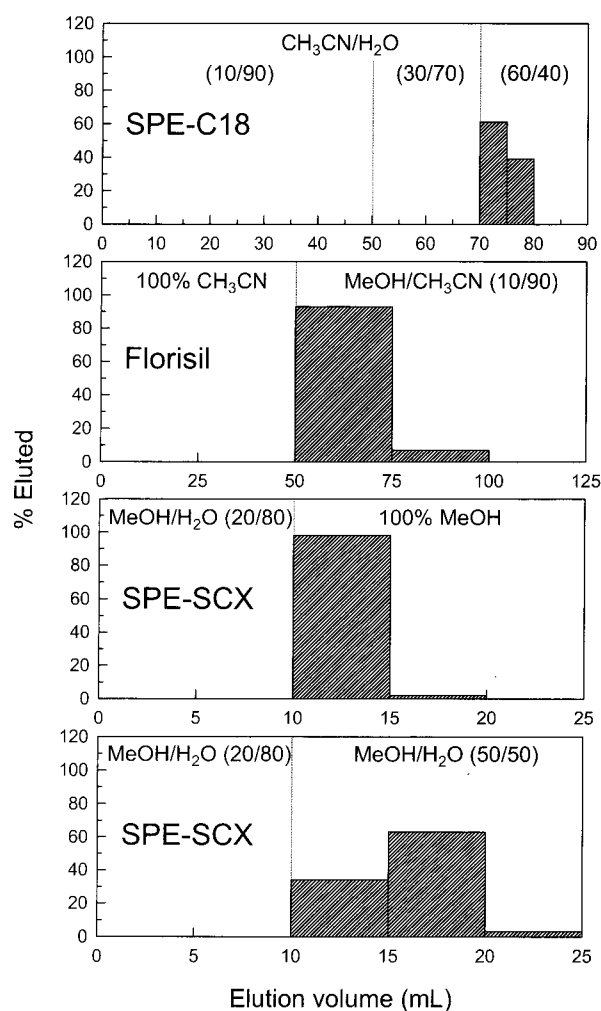 120
100
80
60
40
20
0
CH₃CN/H₂O
(10/90) (30/70) (60/40)
SPE-C18
0 10 20 30 40 50 60 70 80 90
120
100
80
60
40
20
0
100% CH₃CN MeOH/CH₃CN (10/90)
Florisil
0 25 50 75 100 125
% Eluted
120
100
80
60
40
20
0
MeOH/H₂O (20/80) 100% MeOH
SPE-SCX
0 5 10 15 20 25
120
100
80
60
40
20
0
MeOH/H₂O (20/80) MeOH/H₂O (50/50)
SPE-SCX
0 5 10 15 20 25
Elution volume (mL)